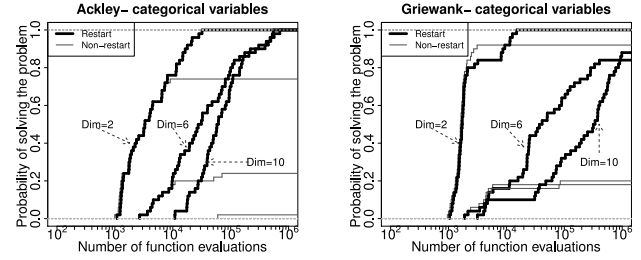 Ackley− categorical variables
Probability of solving the problem
1.0
0.8
0.6
0.4
0.2
0.0
Restart
Non−restart
Dim=2
Dim=6
Dim=10
10^2
10^3
10^4
10^5
10^6
Number of function evaluations
Griewank− categorical variables
Probability of solving the problem
1.0
0.8
0.6
0.4
0.2
0.0
Restart
Non−restart
Dim=2
Dim=6
Dim=10
10^2
10^3
10^4
10^5
10^6
Number of function evaluations